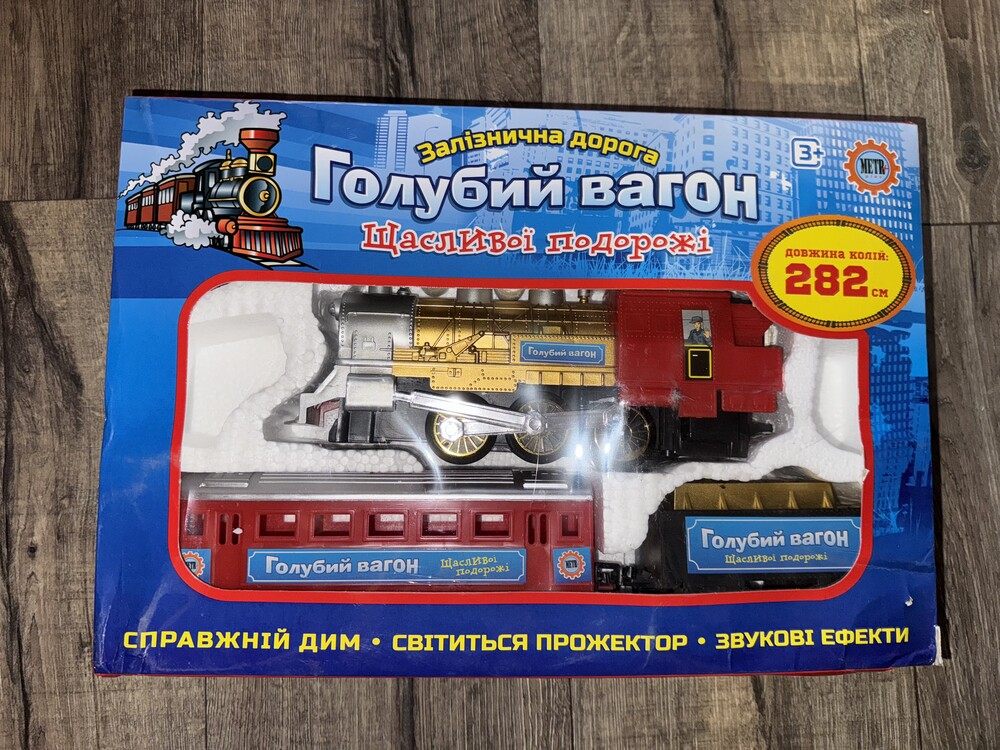 Залізнична дорога
Голубий вагон
Щасливої подорожі
3+
METR
ДОВЖИНА КОЛІЙ:
282 СМ
Голубий вагон
Голубий вагон
Щасливої
подорожі
Голубий вагон
Щасливої подорожі
СПРАВЖНІЙ ДИМ • СВІТИТЬСЯ ПРОЖЕКТОР • ЗВУКОВІ ЕФЕКТИ